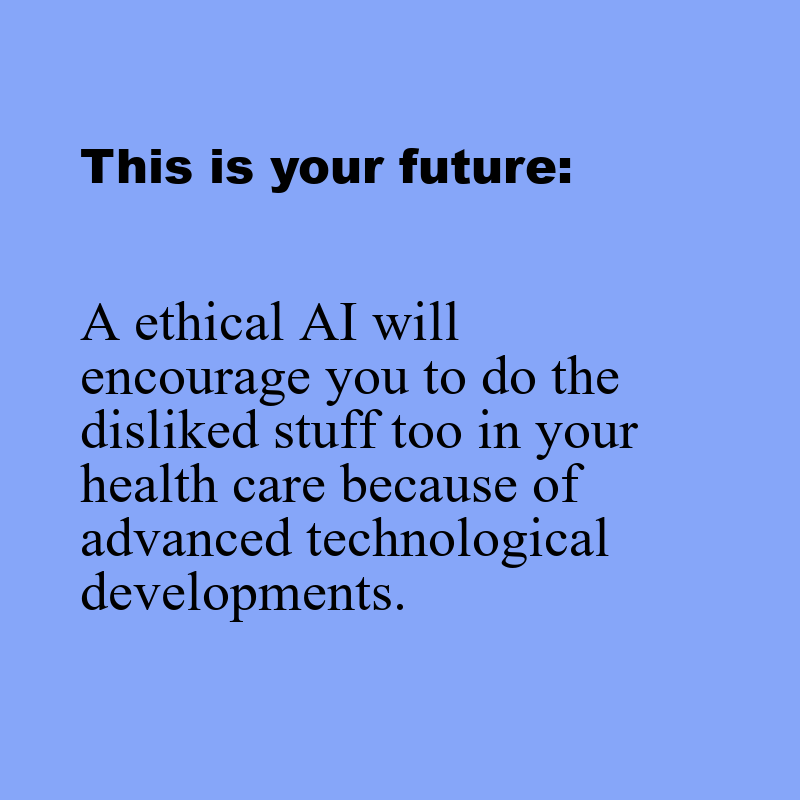 This is your future:
A ethical AI will
encourage you to do the
disliked stuff too in your
health care because of
advanced technological
developments.